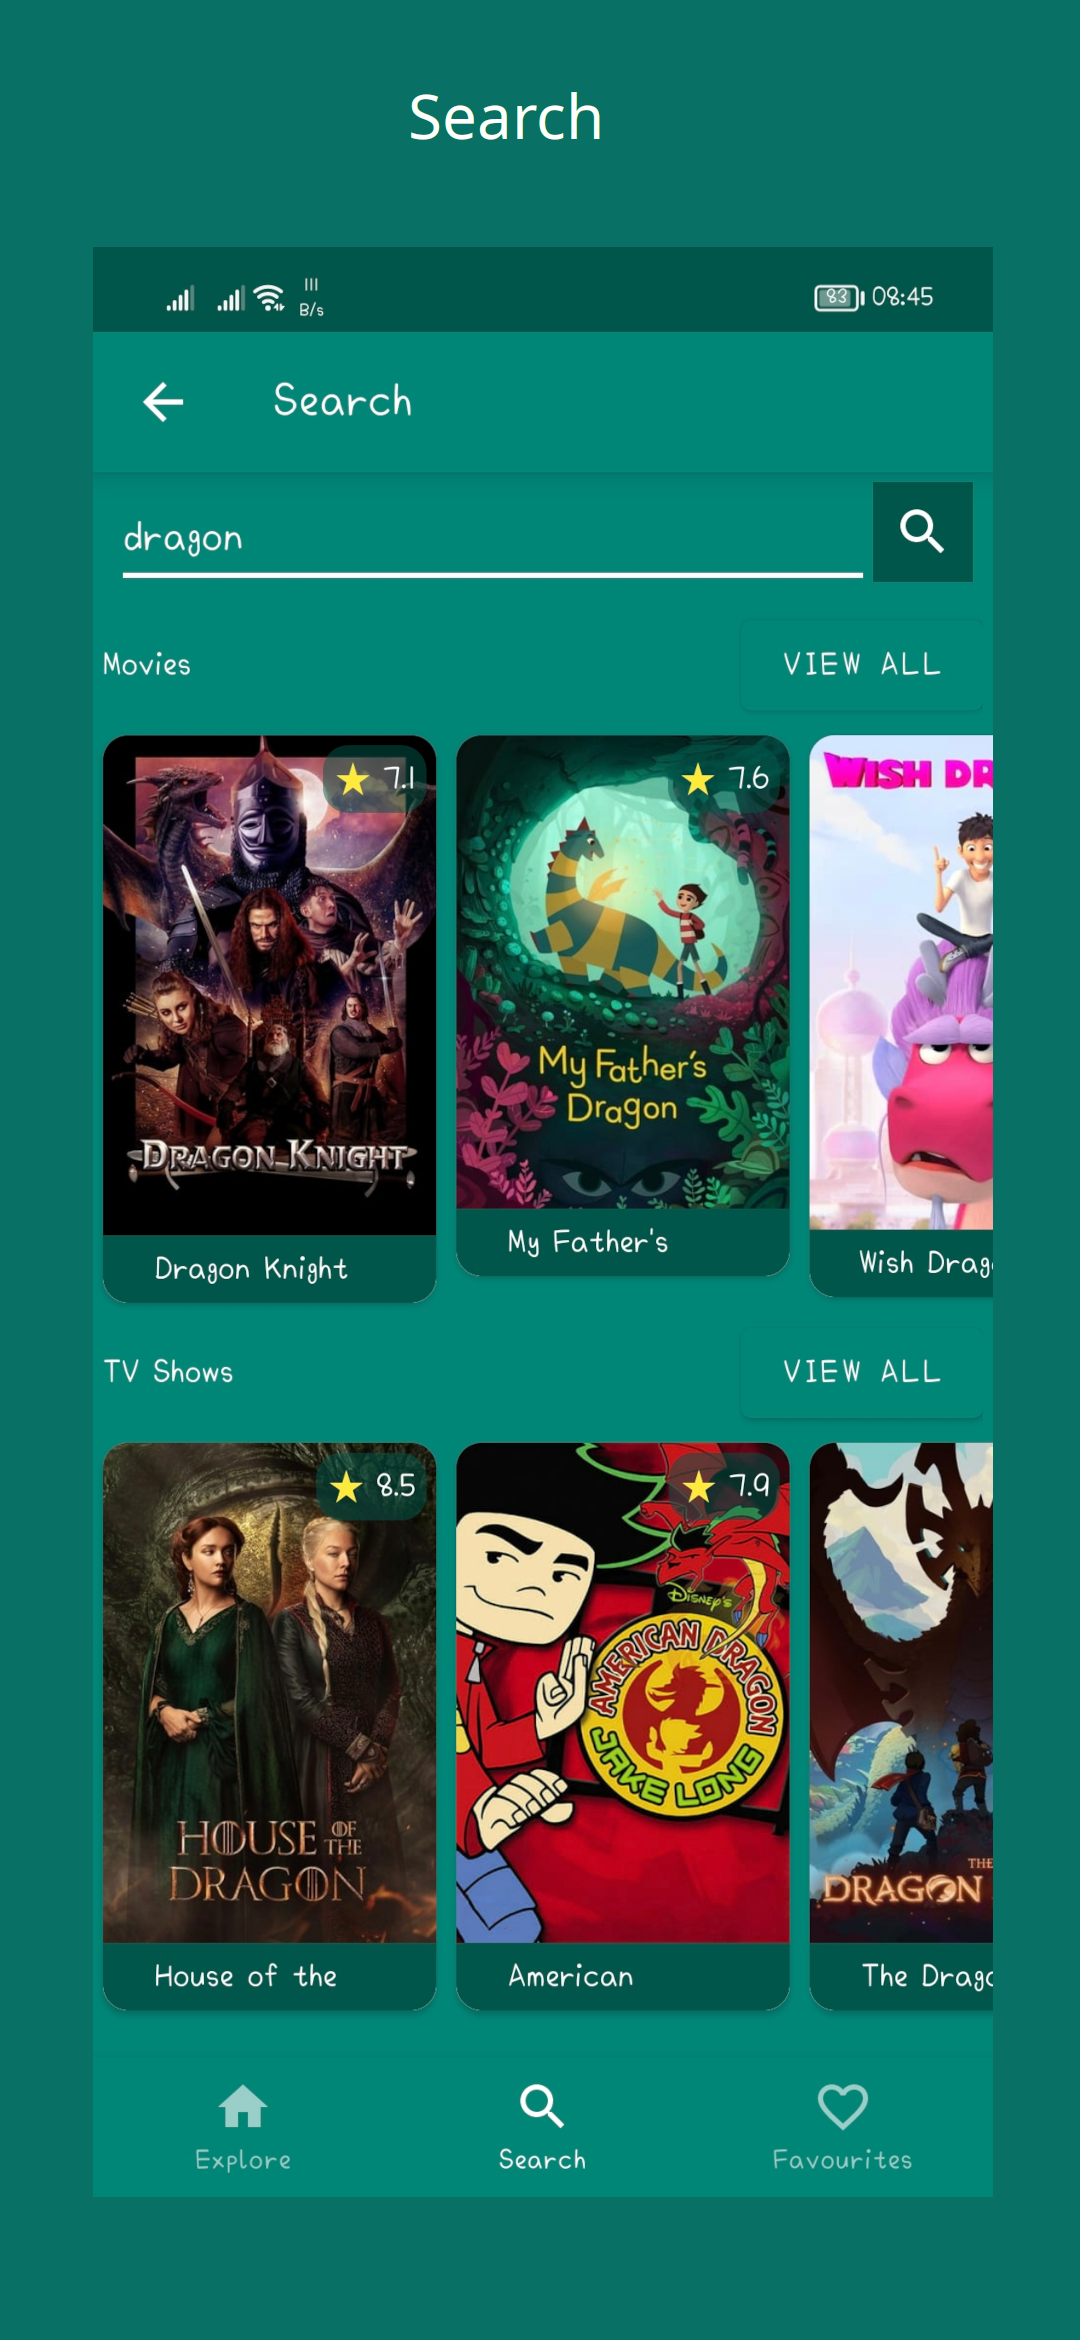 Search
III
B/s
83 08:45
Search
dragon
Movies
VIEW ALL
7.1
7.6
WISH DR
My Father's
Dragon
DRAGON KNIGHT
Dragon Knight
My Father's
Wish Drag
TV Shows
VIEW ALL
8.5
7.9
DISNEY'S
AMERICAN DRAGON
JAKE LONG
HOUSE OF THE
DRAGON
THE
DRAGON
House of the
American
The Drag
Explore
Search
Favourites